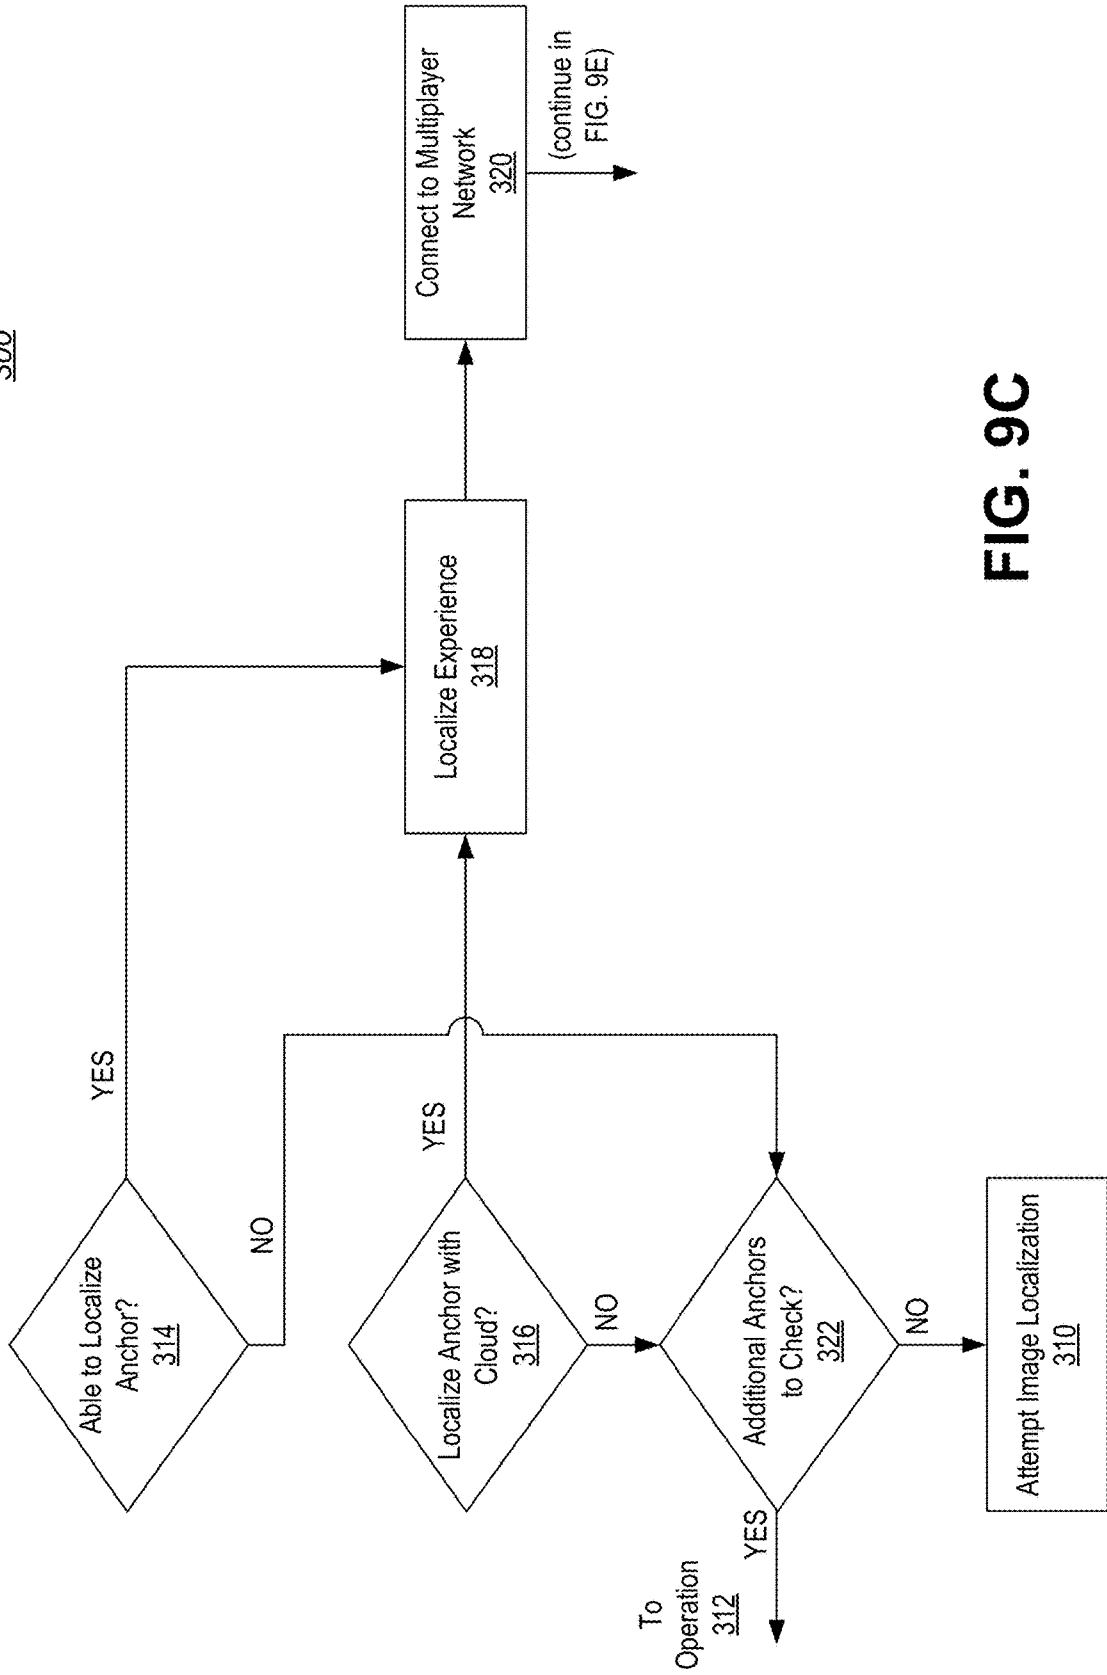 Able to Localize
Anchor?
314
YES
NO
Localize Anchor with
Cloud?
316
YES
NO
Localize Experience
318
Connect to Multiplayer
Network
320
(continue in
FIG. 9E)
To
Operation
312
YES
Additional Anchors
to Check?
322
NO
Attempt Image Localization
310
FIG. 9C